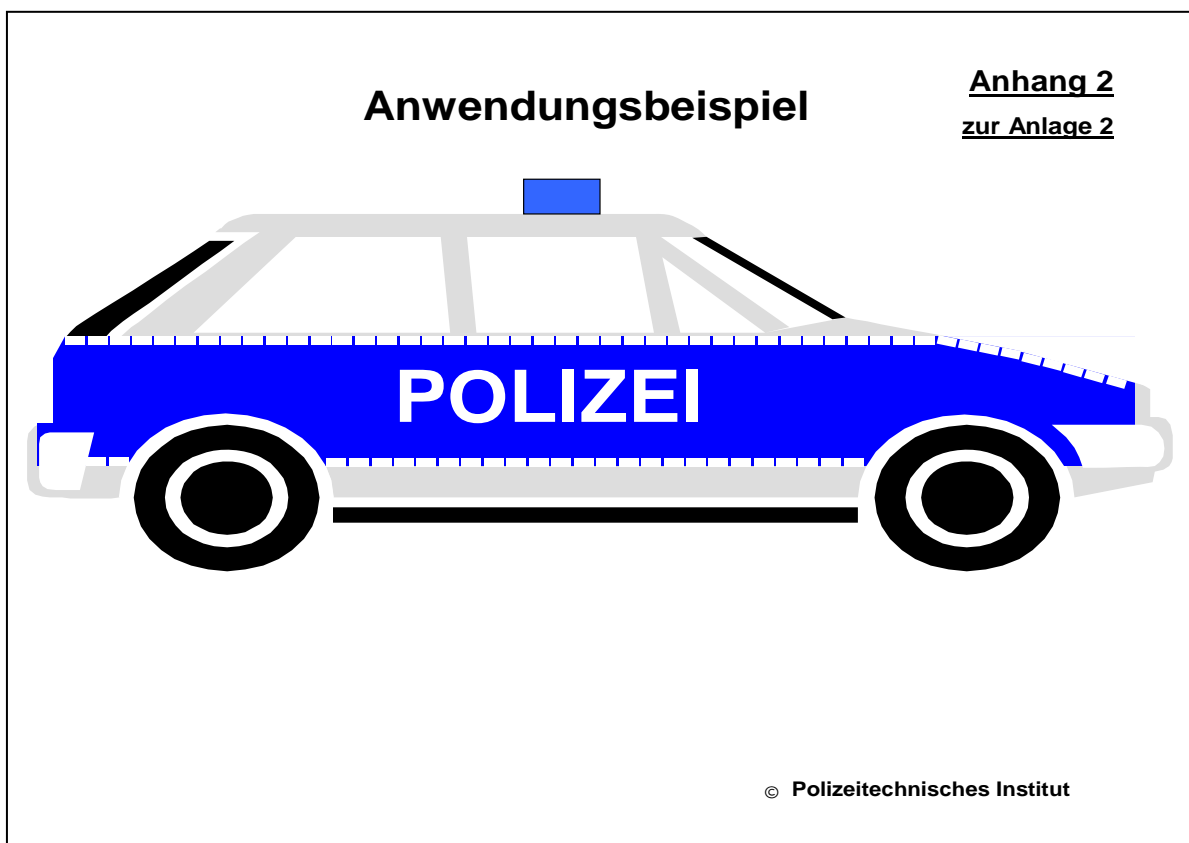 Anwendungsbeispiel
Anhang 2
zur Anlage 2
POLIZEI
© Polizeitechnisches Institut